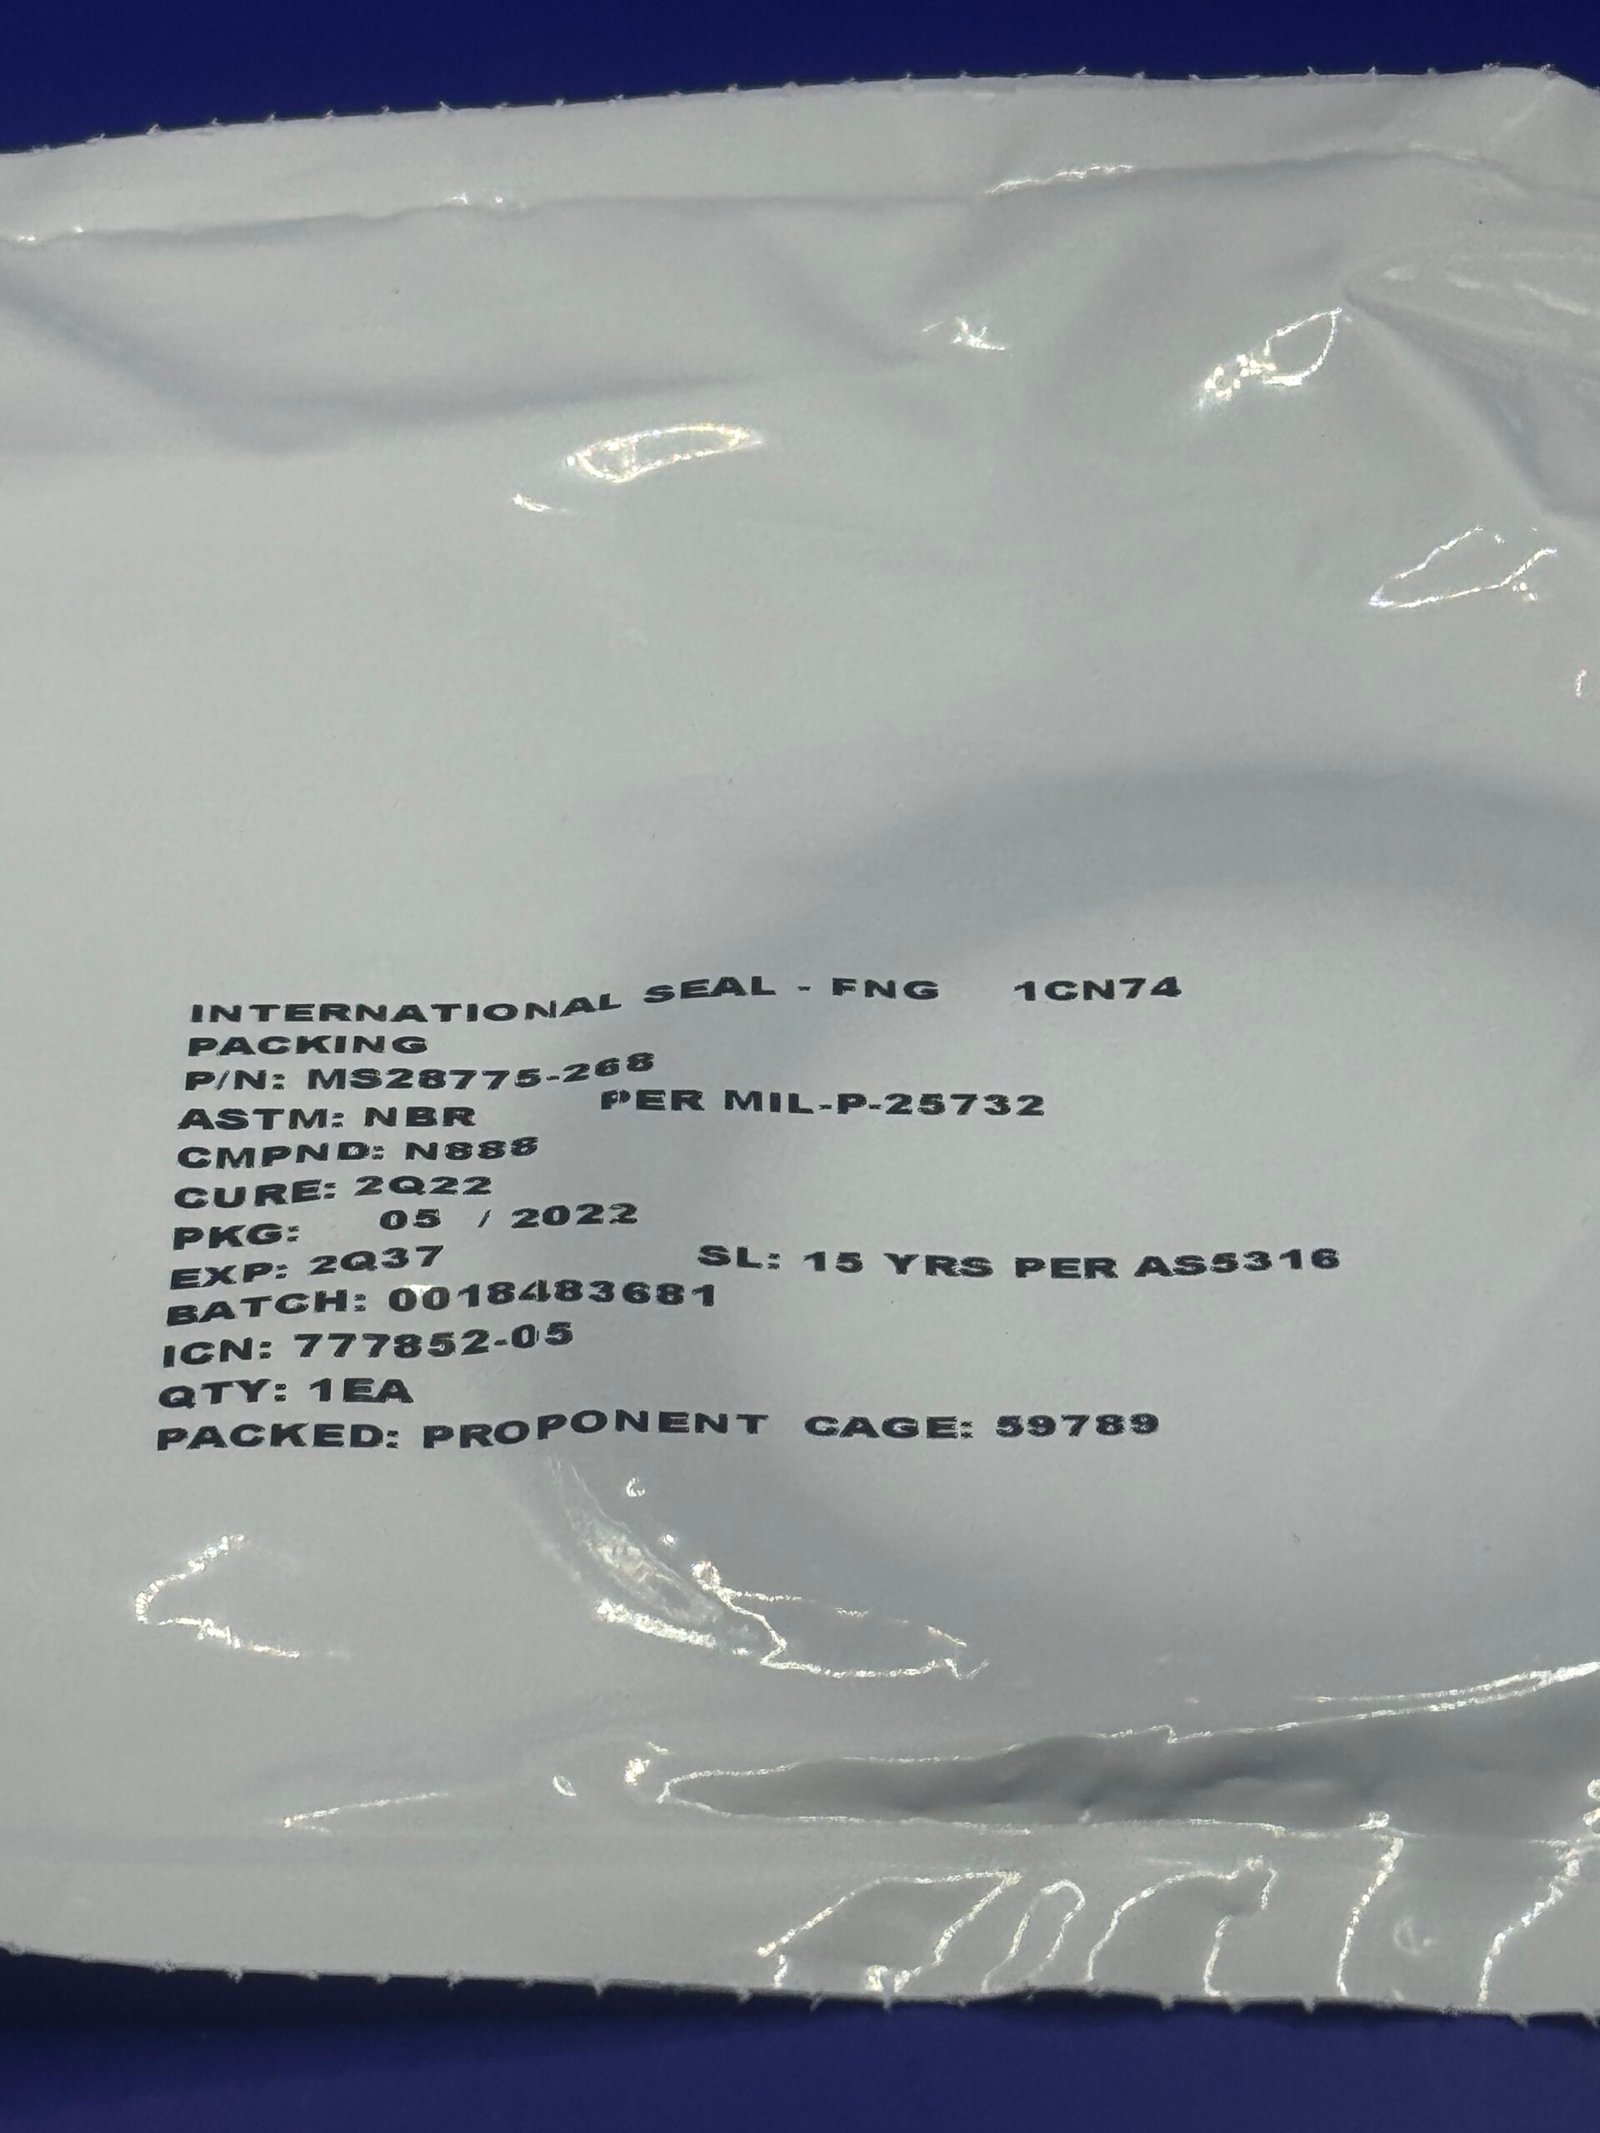 INTERNATIONAL SEAL - FNG 1CN74
PACKING
P/N: MS28775-268
ASTM: NBR PER MIL-P-25732
CMPND: N888
CURE: 2Q22
PKG: 05 / 2022
EXP: 2Q37 SL: 15 YRS PER AS5316
BATCH: 0018483681
ICN: 777852-05
QTY: 1EA
PACKED: PROPONENT CAGE: 59789